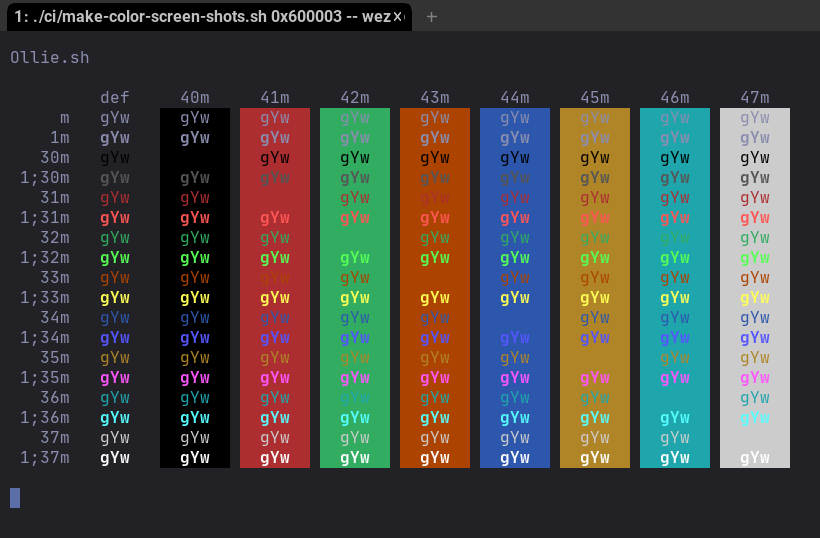 1: ./ci/make-color-screen-shots.sh 0x600003 -- wez
Ollie.sh
def 40m 41m 42m 43m 44m 45m 46m 47m
m gYw gYw gYw gYw gYw gYw gYw gYw gYw
1m gYw gYw gYw gYw gYw gYw gYw gYw gYw
30m gYw gYw gYw gYw gYw gYw gYw gYw
1;30m gYw gYw gYw gYw gYw gYw gYw gYw gYw
31m gYw gYw gYw gYw gYw gYw gYw gYw
1;31m gYw gYw gYw gYw gYw gYw gYw gYw gYw
32m gYw gYw gYw gYw gYw gYw gYw gYw
1;32m gYw gYw gYw gYw gYw gYw gYw gYw gYw
33m gYw gYw gYw gYw gYw gYw gYw gYw
1;33m gYw gYw gYw gYw gYw gYw gYw gYw gYw
34m gYw gYw gYw gYw gYw gYw gYw gYw
1;34m gYw gYw gYw gYw gYw gYw gYw gYw gYw
35m gYw gYw gYw gYw gYw gYw gYw gYw
1;35m gYw gYw gYw gYw gYw gYw gYw gYw gYw
36m gYw gYw gYw gYw gYw gYw gYw gYw
1;36m gYw gYw gYw gYw gYw gYw gYw gYw gYw
37m gYw gYw gYw gYw gYw gYw gYw gYw
1;37m gYw gYw gYw gYw gYw gYw gYw gYw gYw